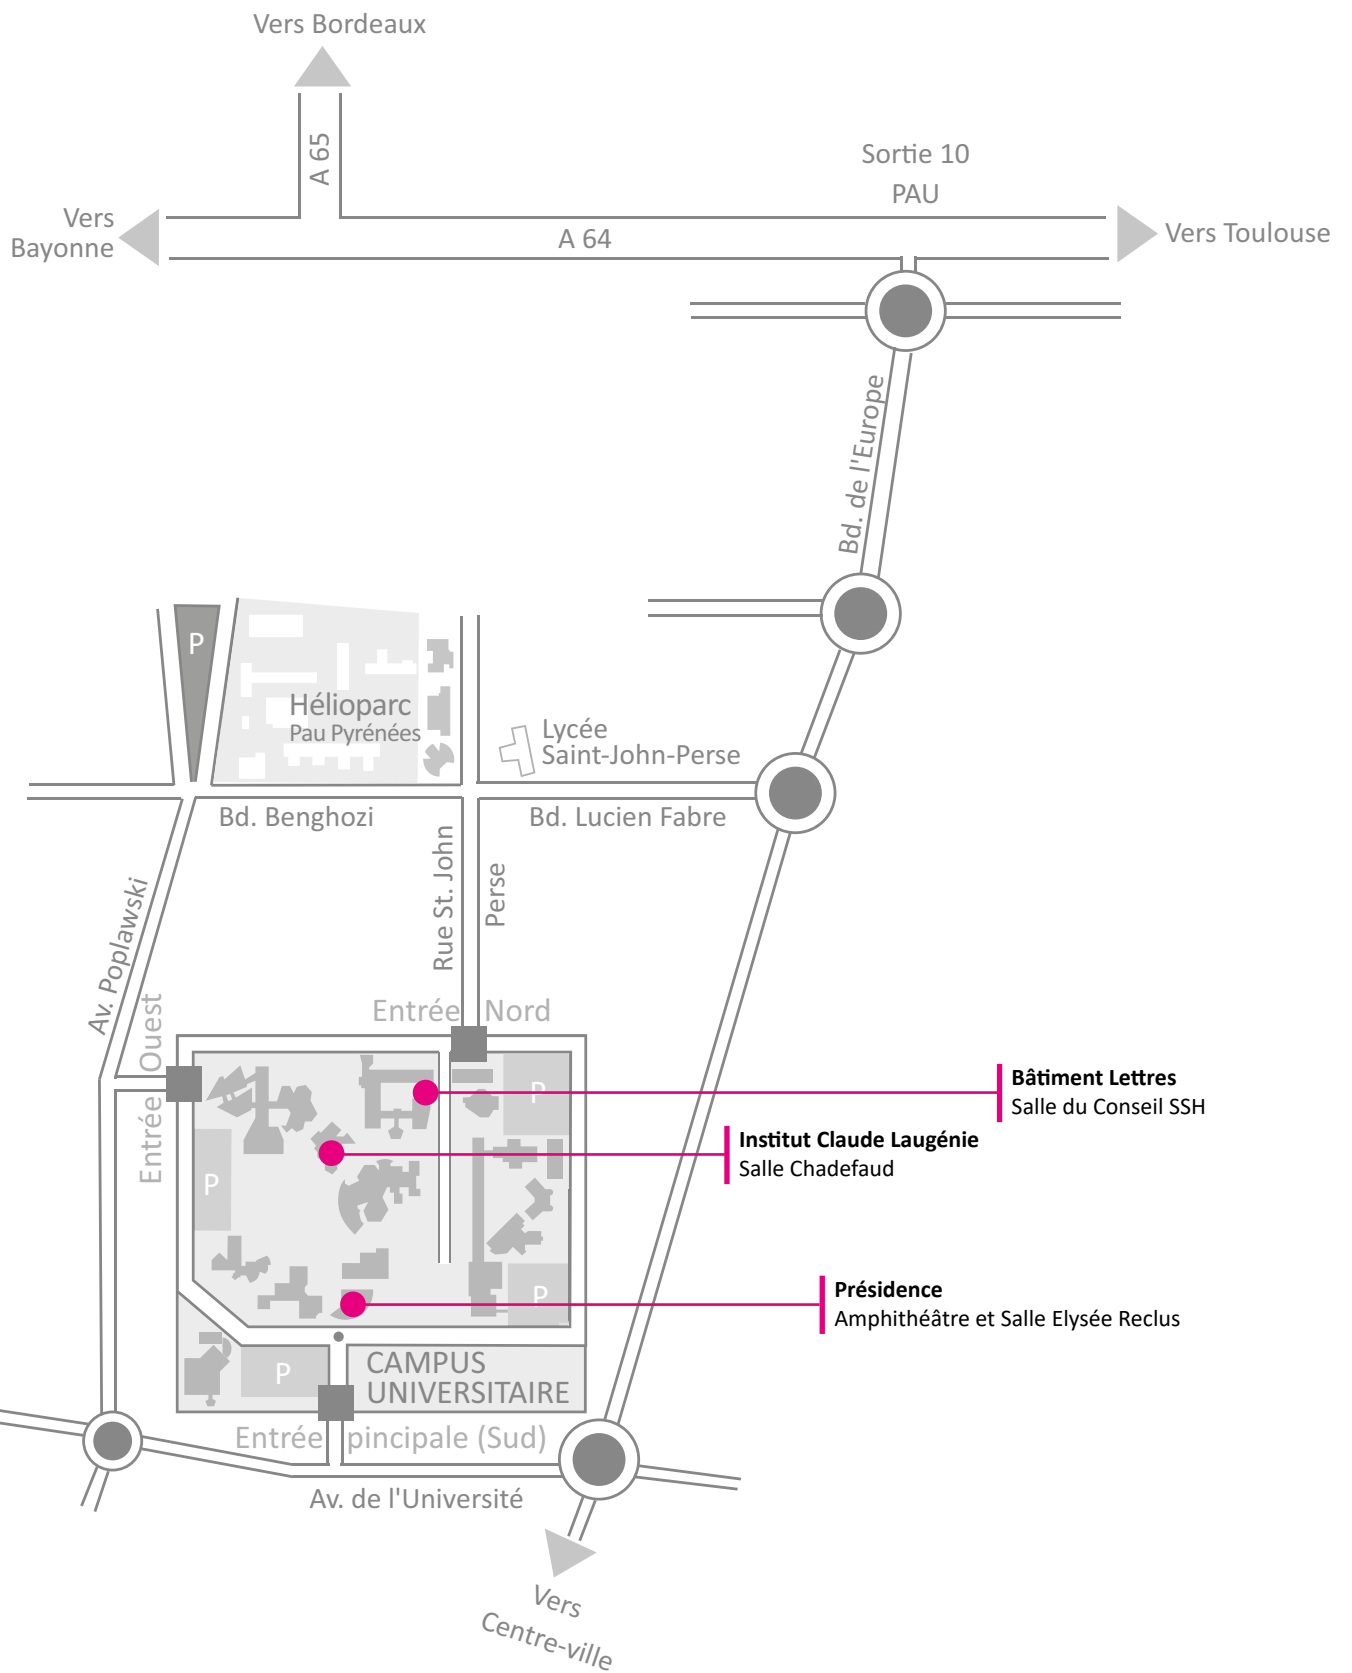 Vers Bordeaux
A 65
Sortie 10
PAU
Vers
Bayonne
A 64
Vers Toulouse
Bd. de l'Europe
P
Hélioparc
Pau Pyrénées
Lycée
Saint-John-Perse
Bd. Benghozi
Bd. Lucien Fabre
Rue St. John
Perse
Av. Poplawski
Entrée Ouest
Entrée Nord
P
Bâtiment Lettres
Salle du Conseil SSH
Institut Claude Laugénie
Salle Chadefaud
P
Présidence
Amphithéâtre et Salle Elysée Reclus
P
P
CAMPUS
UNIVERSITAIRE
Entrée pincipale (Sud)
Av. de l'Université
Vers
Centre-ville